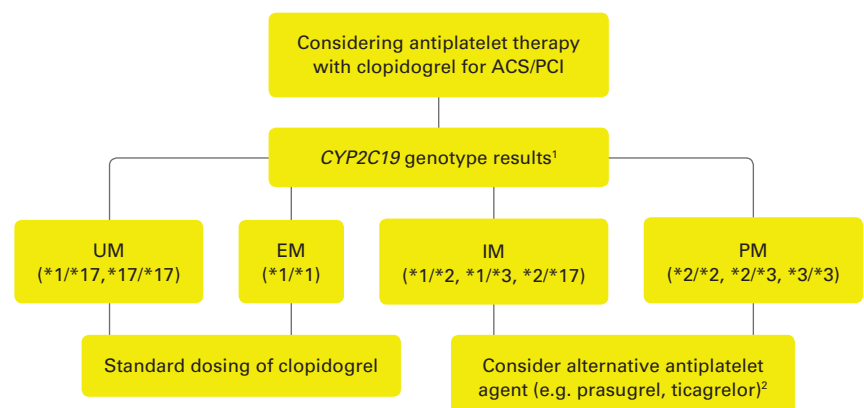 Considering antiplatelet therapy
with clopidogrel for ACS/PCI
CYP2C19 genotype results¹
UM
(*1/*17, *17/*17)
EM
(*1/*1)
IM
(*1/*2, *1/*3, *2/*17)
PM
(*2/*2, *2/*3, *3/*3)
Standard dosing of clopidogrel
Consider alternative antiplatelet
agent (e.g. prasugrel, ticagrelor)²